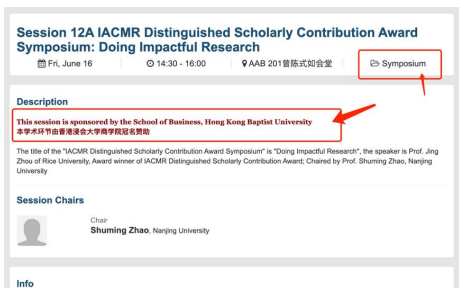 Session 12A IACMR Distinguished Scholarly Contribution Award
Symposium: Doing Impactful Research
Fri, June 16 14:30 - 16:00 AAB 201曾陈式如会堂 Symposium
Description
This session is sponsored by the School of Business, Hong Kong Baptist University
本学术环节由香港浸会大学商学院冠名赞助
The title of the "IACMR Distinguished Scholarly Contribution Award Symposium" is "Doing Impactful Research", the speaker is Prof. Jing
Zhou of Rice University, Award winner of IACMR Distinguished Scholarly Contribution Award; Chaired by Prof. Shuming Zhao, Nanjing
University
Session Chairs
Chair
Shuming Zhao, Nanjing University
Info